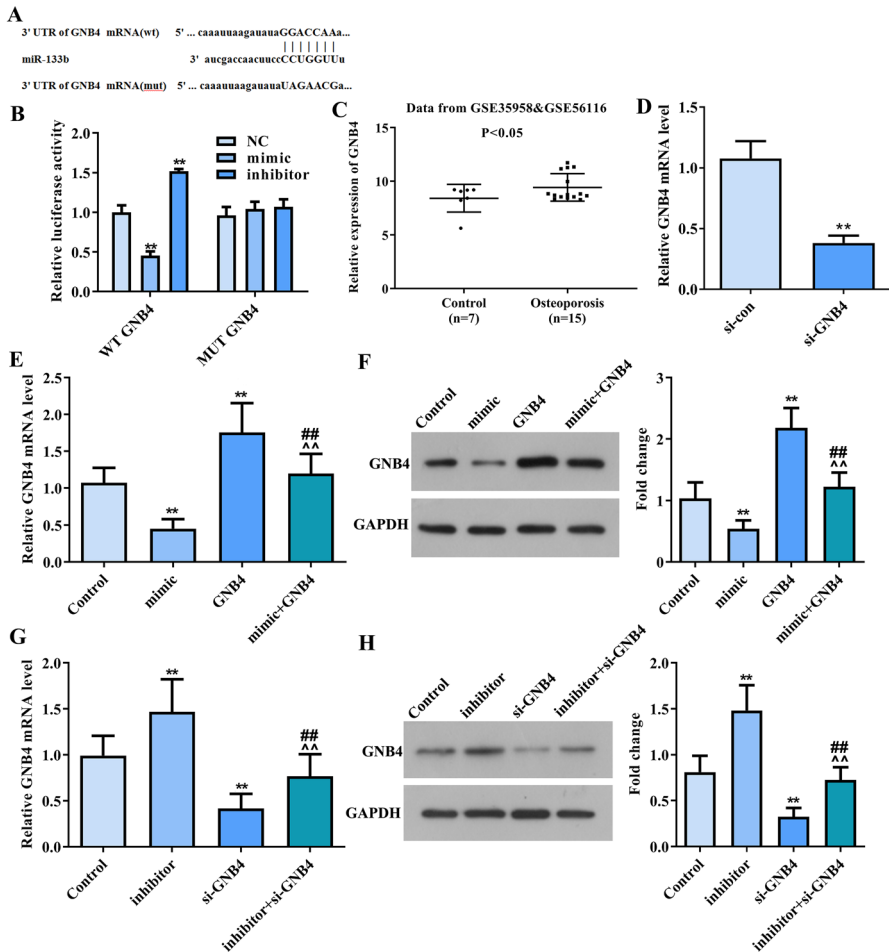 A
3' UTR of GNB4 mRNA(wt) 5' ... caaauuaagauauaGGACCAAa...
miR-133b 3' aucgaccaacuucccCCUGGUUu
3' UTR of GNB4 mRNA(mut) 5' ... caaauuaagauauaUAGAACGa...
B
Relative luciferase activity
2.0
1.5
1.0
0.5
0.0
NC
mimic
inhibitor
**
**
WT GNB4
MUT GNB4
C
Data from GSE35958&GSE56116
P<0.05
Relative expression of GNB4
15
10
5
0
Control
(n=7)
Osteoporosis
(n=15)
D
Relative GNB4 mRNA level
1.5
1.0
0.5
0.0
**
si-con
si-GNB4
E
Relative GNB4 mRNA level
2.5
2.0
1.5
1.0
0.5
0.0
**
**
##
^^
Control
mimic
GNB4
mimic+GNB4
F
Control
mimic
GNB4
mimic+GNB4
GNB4
GAPDH
Fold change
3
2
1
0
**
**
##
^^
Control
mimic
GNB4
mimic+GNB4
G
Relative GNB4 mRNA level
2.0
1.5
1.0
0.5
0.0
**
**
##
^^
Control
inhibitor
si-GNB4
inhibitor+si-GNB4
H
Control
inhibitor
si-GNB4
inhibitor+si-GNB4
GNB4
GAPDH
Fold change
2.0
1.5
1.0
0.5
0.0
**
**
##
^^
Control
inhibitor
si-GNB4
inhibitor+si-GNB4